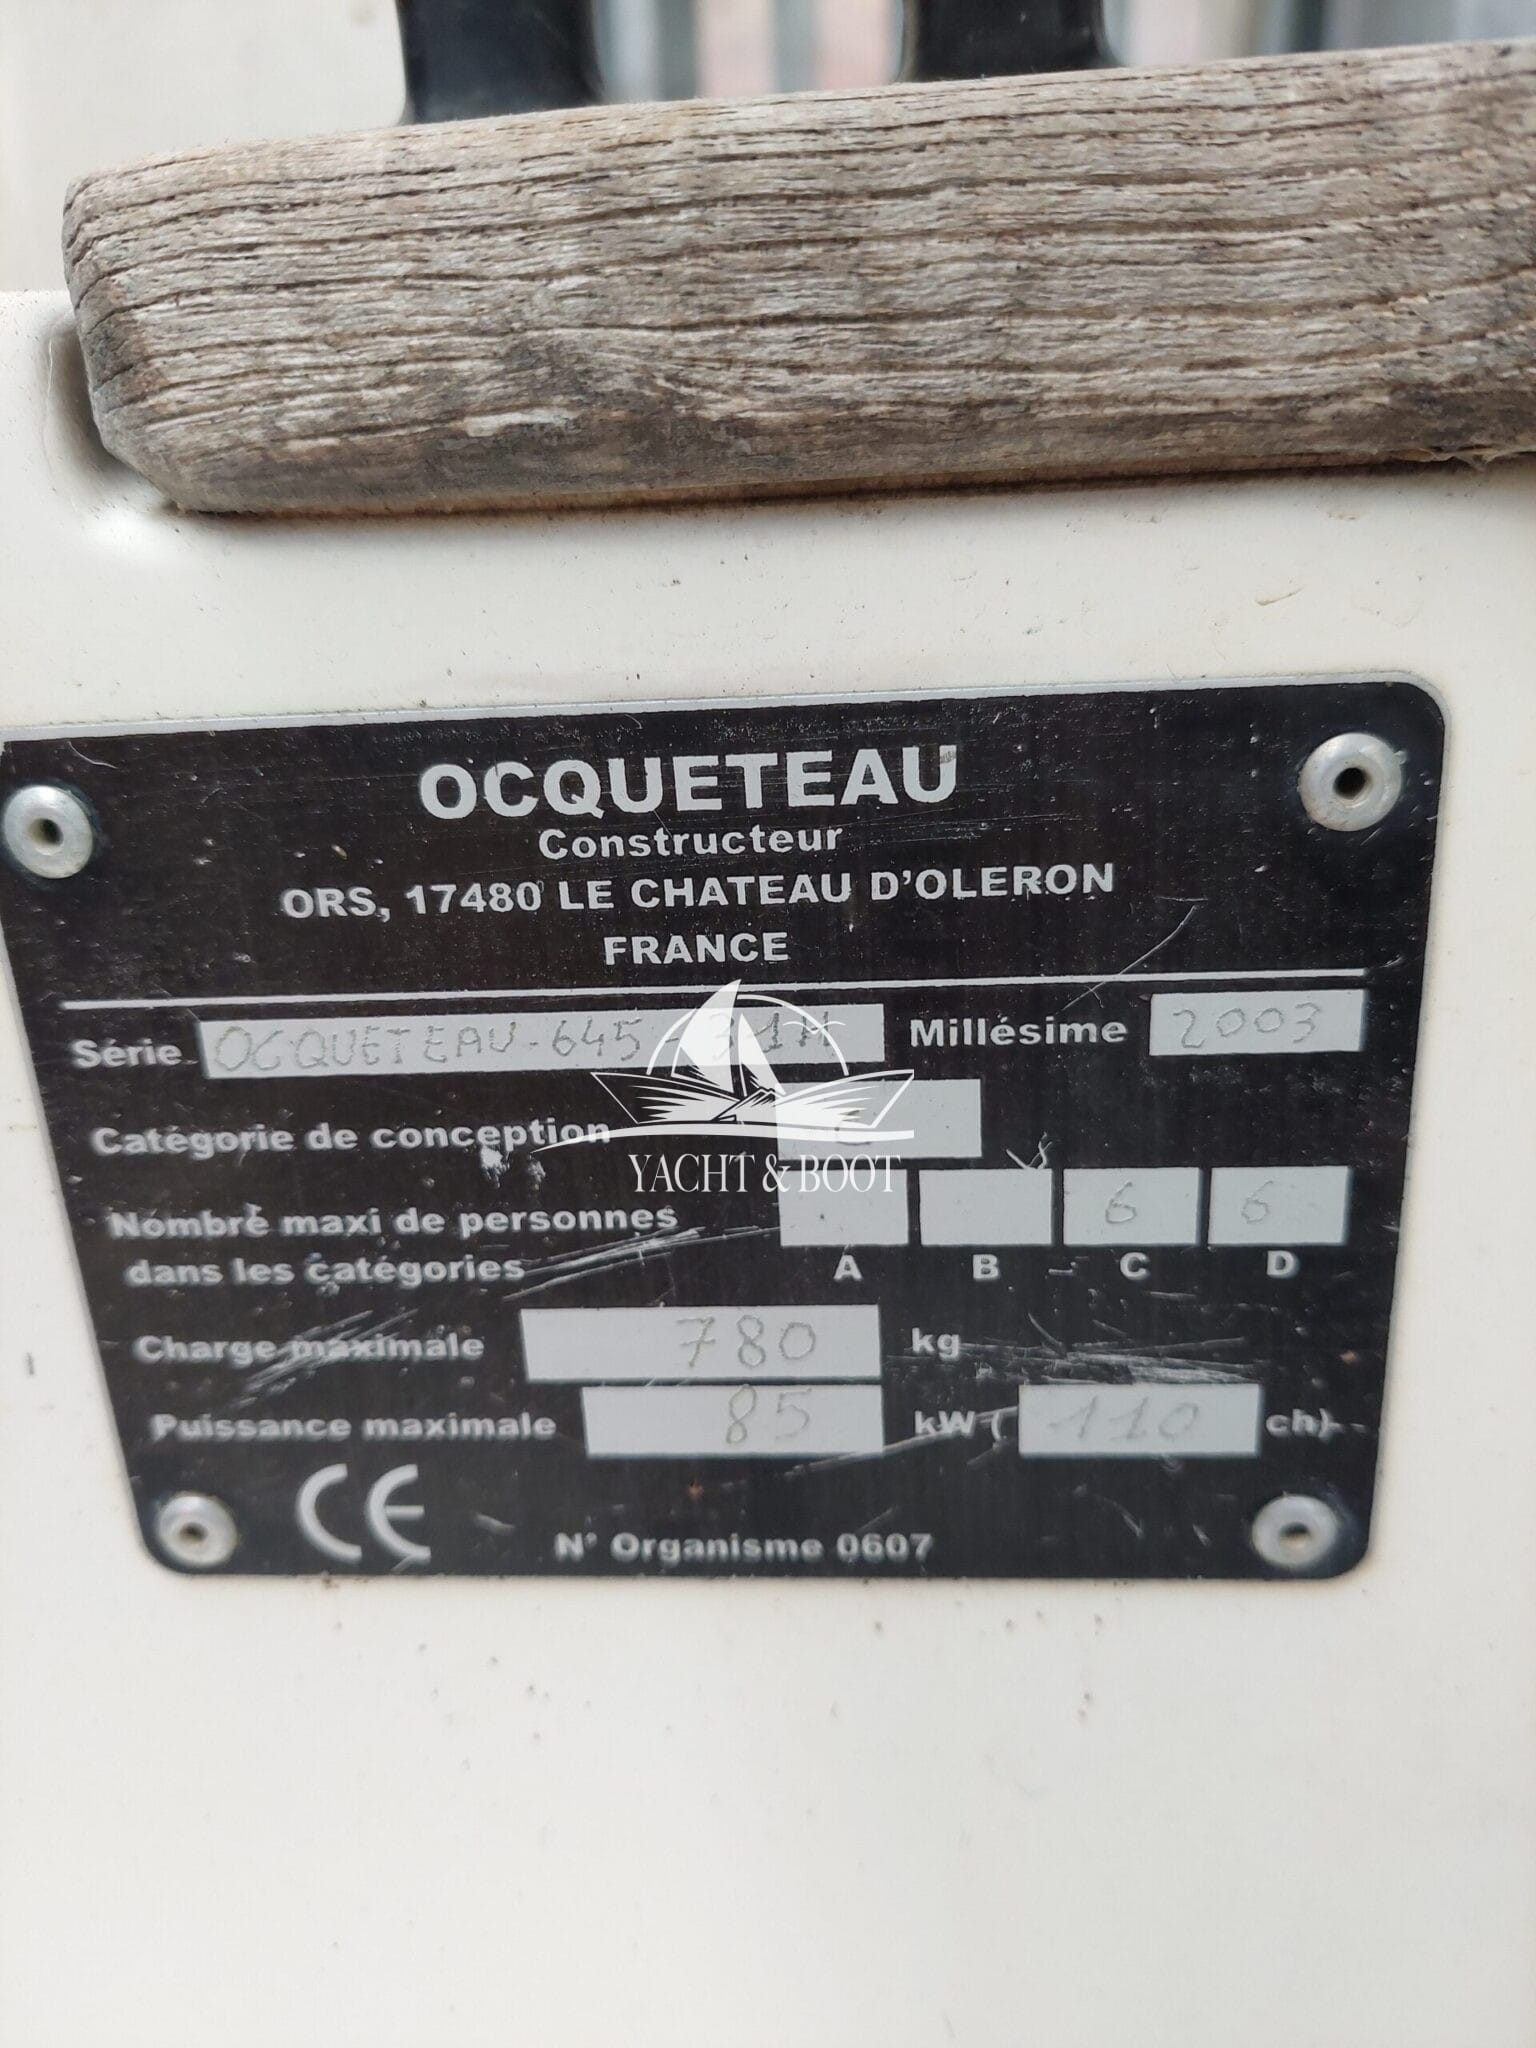 OCQUETEAU
Constructeur
ORS, 17480 LE CHATEAU D'OLERON
FRANCE
Série OCQUETEAU-645- Millésime 2003
Catégorie de conception
YACHT & BOOT
Nombre maxi de personnes 6 6
dans les catégories A B C D
Charge maximale 780 kg
Puissance maximale 85 kW ( 110 ch)
CE N° Organisme 0607